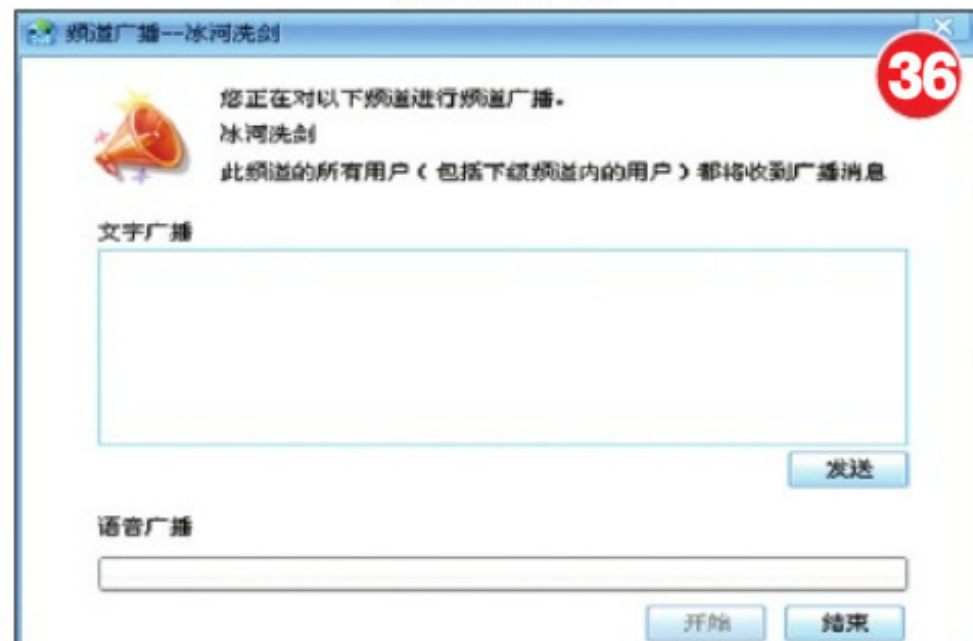 频道广播--冰河洗剑
36
您正在对以下频道进行频道广播。
冰河洗剑
此频道的所有用户（包括下级频道内的用户）都将收到广播消息
文字广播
发送
语音广播
开始 结束